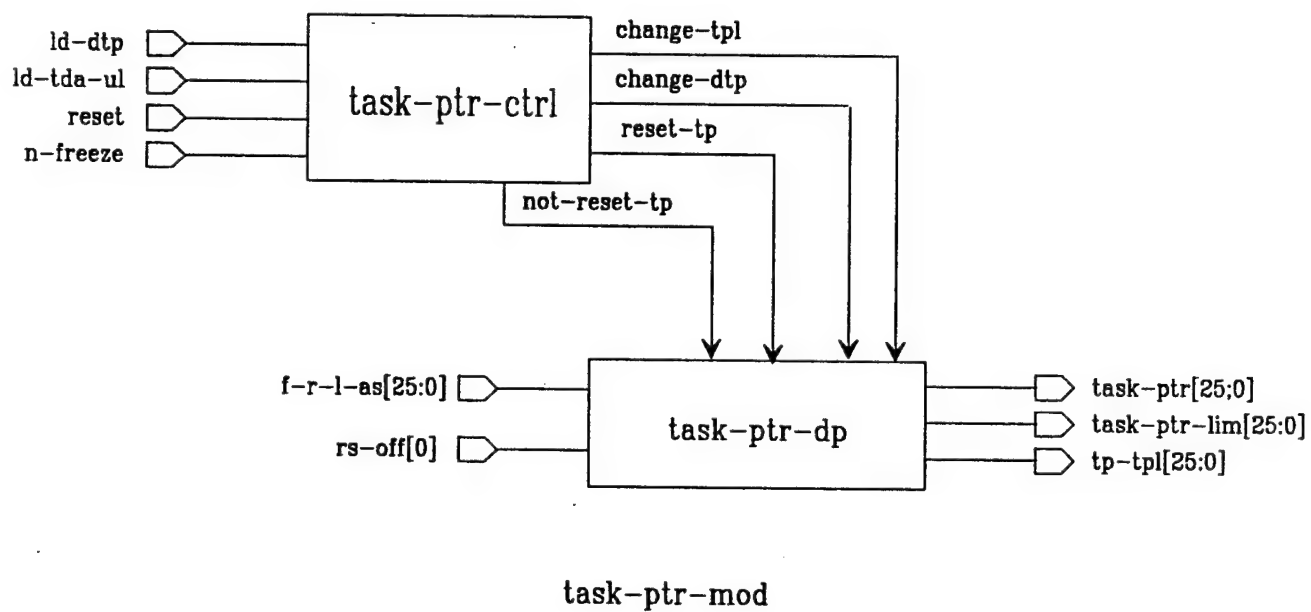 ld-dtp
ld-tda-ul
reset
n-freeze
task-ptr-ctrl
change-tpl
change-dtp
reset-tp
not-reset-tp
f-r-l-as[25:0]
rs-off[0]
task-ptr-dp
task-ptr[25;0]
task-ptr-lim[25:0]
tp-tpl[25:0]
task-ptr-mod